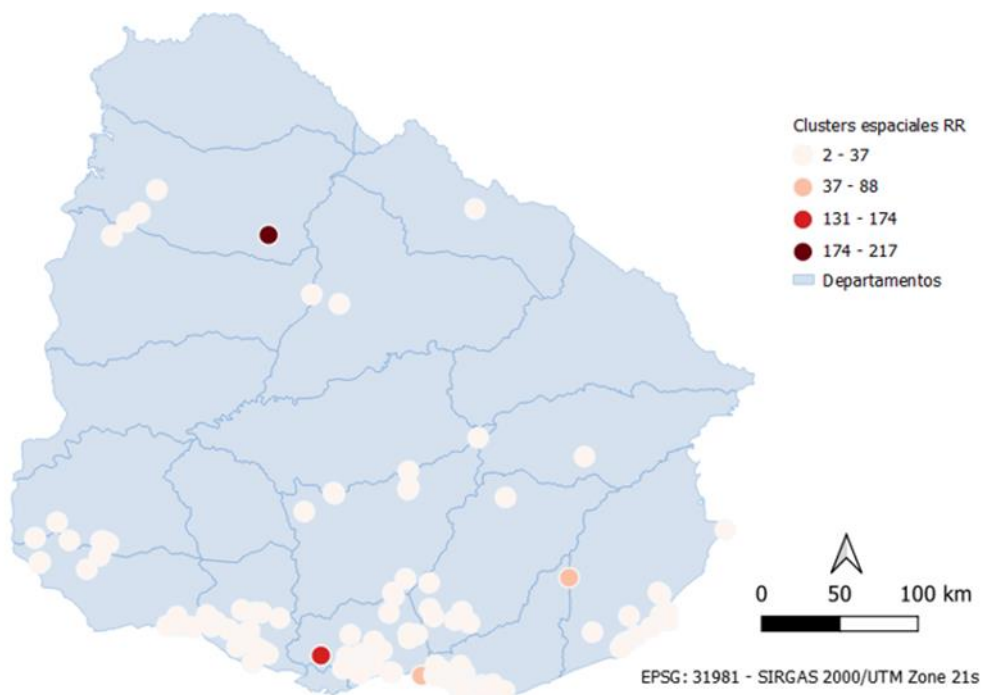 Clusters espaciales RR
2 - 37
37 - 88
131 - 174
174 - 217
Departamentos
0 50 100 km
EPSG: 31981 - SIRGAS 2000/UTM Zone 21s